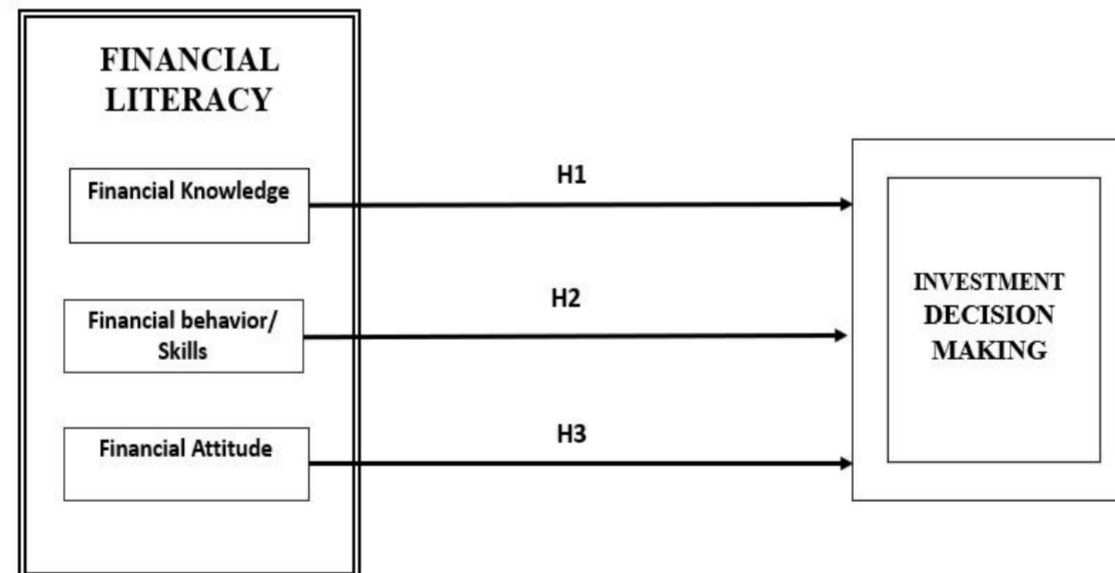 FINANCIAL
LITERACY
Financial Knowledge
H1
Financial behavior/
Skills
H2
Financial Attitude
H3
INVESTMENT
DECISION
MAKING